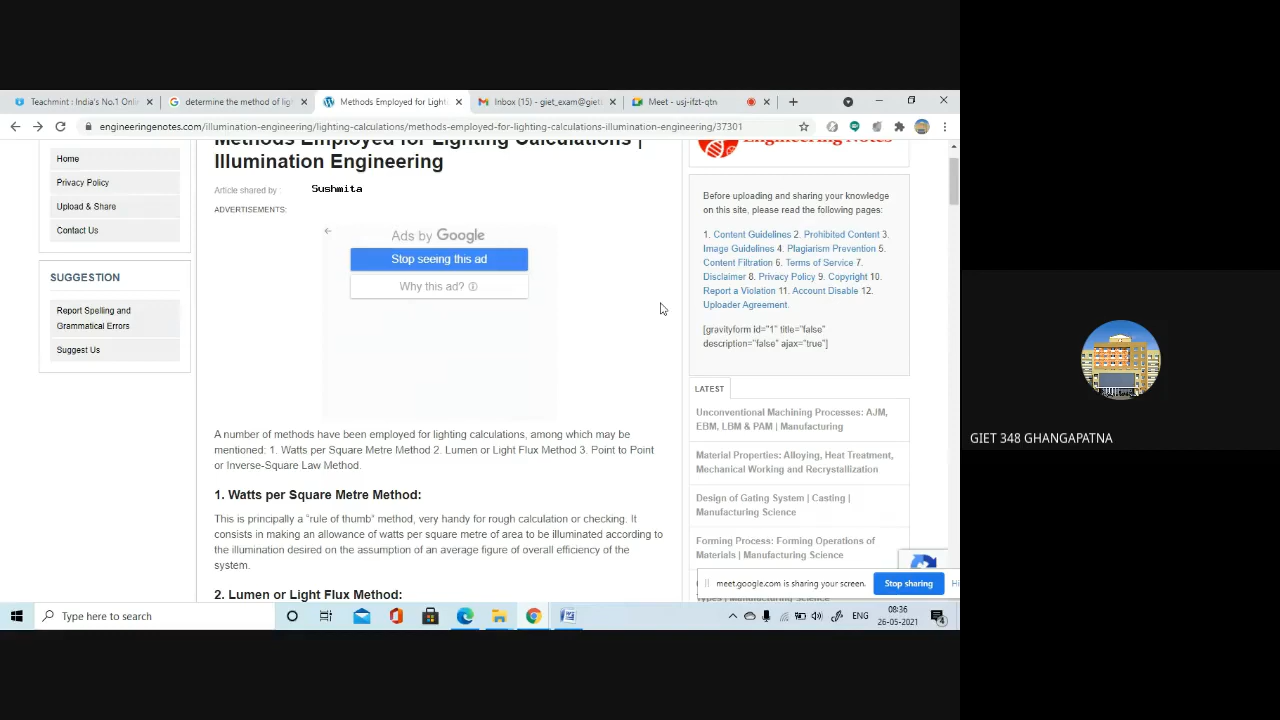 Teachmint : India's No.1 Onli
determine the method of lig
Methods Employed for Light
Inbox (15) - giet_exam@giet
Meet - usj-ifzt-qtn
engineeringnotes.com/illumination-engineering/lighting-calculations/methods-employed-for-lighting-calculations-illumination-engineering/37301
Home
Privacy Policy
Upload & Share
Contact Us
SUGGESTION
Report Spelling and
Grammatical Errors
Suggest Us
Methods Employed for Lighting Calculations |
Illumination Engineering
Article shared by : Sushmita
ADVERTISEMENTS:
Ads by Google
Stop seeing this ad
Why this ad?
A number of methods have been employed for lighting calculations, among which may be
mentioned: 1. Watts per Square Metre Method 2. Lumen or Light Flux Method 3. Point to Point
or Inverse-Square Law Method.
1. Watts per Square Metre Method:
This is principally a "rule of thumb" method, very handy for rough calculation or checking. It
consists in making an allowance of watts per square metre of area to be illuminated according to
the illumination desired on the assumption of an average figure of overall efficiency of the
system.
2. Lumen or Light Flux Method:
Engineering Notes
Before uploading and sharing your knowledge
on this site, please read the following pages:
1. Content Guidelines 2. Prohibited Content 3.
Image Guidelines 4. Plagiarism Prevention 5.
Content Filtration 6. Terms of Service 7.
Disclaimer 8. Privacy Policy 9. Copyright 10.
Report a Violation 11. Account Disable 12.
Uploader Agreement.
[gravityform id="1" title="false"
description="false" ajax="true"]
LATEST
Unconventional Machining Processes: AJM,
EBM, LBM & PAM | Manufacturing
Material Properties: Alloying, Heat Treatment,
Mechanical Working and Recrystallization
Design of Gating System | Casting |
Manufacturing Science
Forming Process: Forming Operations of
Materials | Manufacturing Science
Types | Manufacturing Science
meet.google.com is sharing your screen.
Stop sharing
Hi
Type here to search
ENG
08:36
26-05-2021
4
GIET 348 GHANGAPATNA